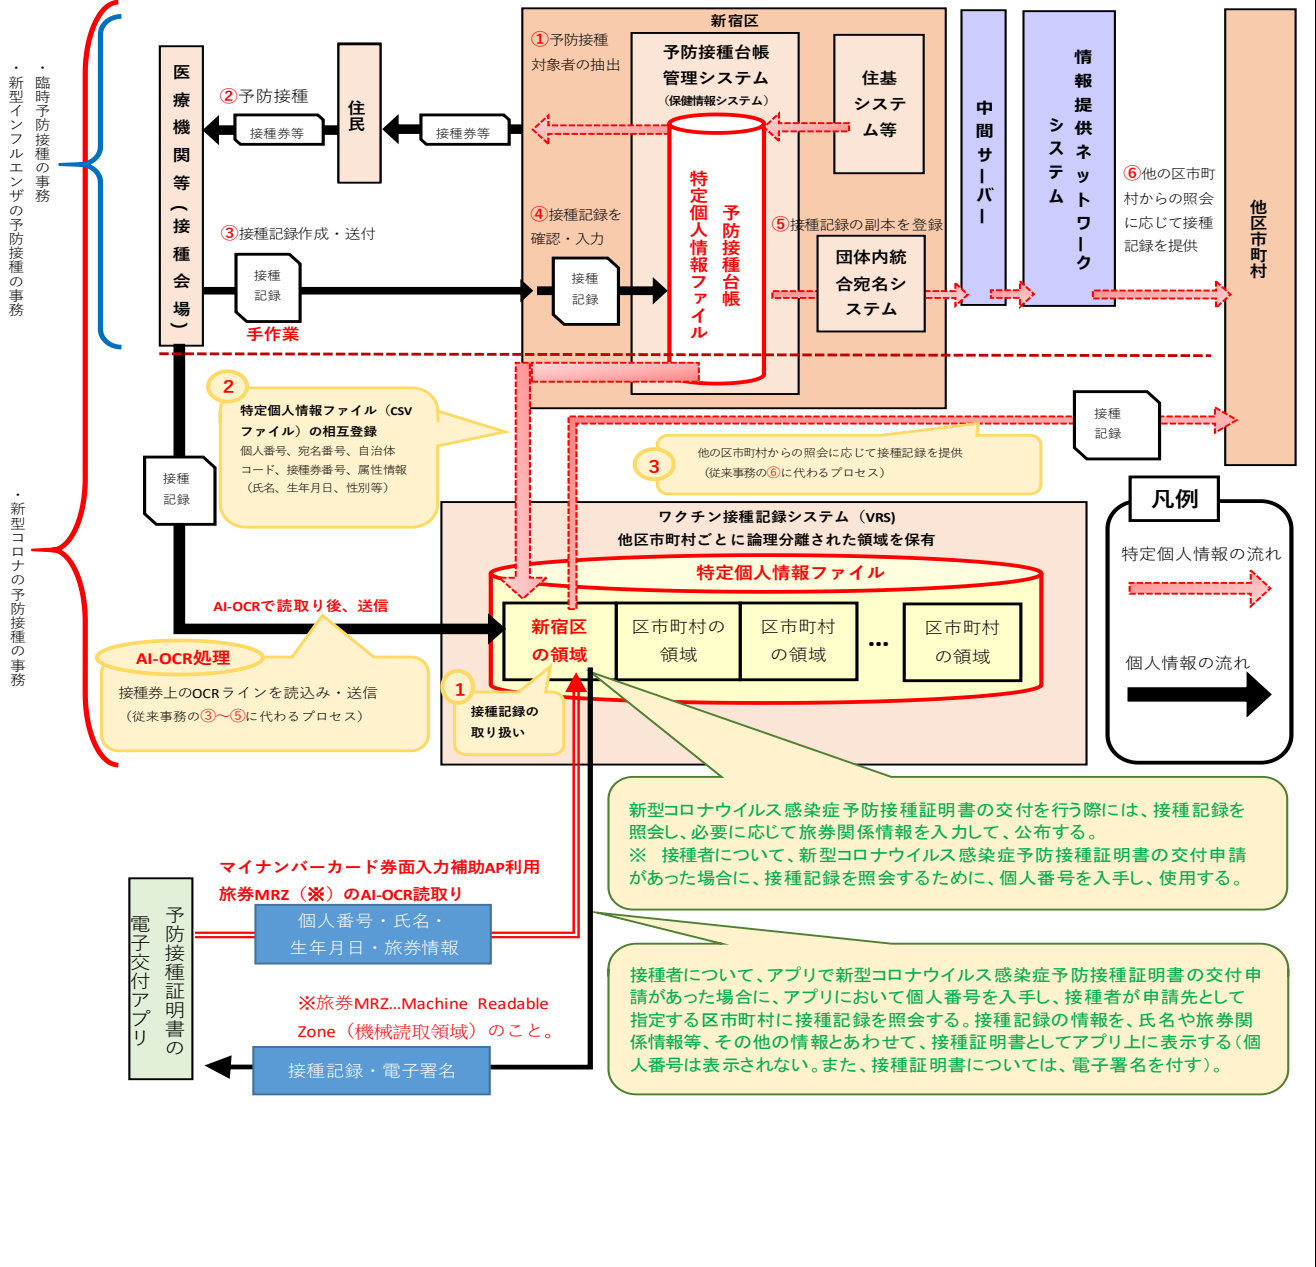 ・臨時予防接種の事務
・新型インフルエンザの予防接種の事務
・新型コロナの予防接種の事務
医療機関等(接種会場)
②予防接種
接種券等
住民
接種券等
③接種記録作成・送付
接種
記録
手作業
新宿区
①予防接種
対象者の抽出
予防接種台帳
管理システム
(保健情報システム)
住基
システ
ム等
予防接種台帳
特定個人情報ファイル
④接種記録を
確認・入力
接種
記録
⑤接種記録の副本を登録
団体内統
合宛名シ
ステム
中間サーバー
情報提供ネットワーク
システム
⑥他の区市町
村からの照会
に応じて接種
記録を提供
他区市町村
2
特定個人情報ファイル（CSV
ファイル）の相互登録
個人番号、宛名番号、自治体
コード、接種券番号、属性情報
（氏名、生年月日、性別等）
接種
記録
3
他の区市町村からの照会に応じて接種記録を提供
（従来事務の⑥に代わるプロセス）
接種
記録
凡例
特定個人情報の流れ
個人情報の流れ
ワクチン接種記録システム（VRS)
他区市町村ごとに論理分離された領域を保有
特定個人情報ファイル
新宿区
の領域
区市町村の
領域
区市町村
の領域
…
区市町村
の領域
AI-OCRで読取り後、送信
AI-OCR処理
接種券上のOCRラインを読込み・送信
（従来事務の③～⑤に代わるプロセス）
1
接種記録の
取り扱い
新型コロナウイルス感染症予防接種証明書の交付を行う際には、接種記録を
照会し、必要に応じて旅券関係情報を入力して、公布する。
※　接種者について、新型コロナウイルス感染症予防接種証明書の交付申請
があった場合に、接種記録を照会するために、個人番号を入手し、使用する。
マイナンバーカード券面入力補助AP利用
旅券MRZ（※）のAI-OCR読取り
予防接種証明書の
電子交付アプリ
個人番号・氏名・
生年月日・旅券情報
※旅券MRZ…Machine Readable
Zone（機械読取領域）のこと。
接種記録・電子署名
接種者について、アプリで新型コロナウイルス感染症予防接種証明書の交付申
請があった場合に、アプリにおいて個人番号を入手し、接種者が申請先として
指定する区市町村に接種記録を照会する。接種記録の情報を、氏名や旅券関
係情報等、その他の情報とあわせて、接種証明書としてアプリ上に表示する（個
人番号は表示されない。また、接種証明書については、電子署名を付す）。